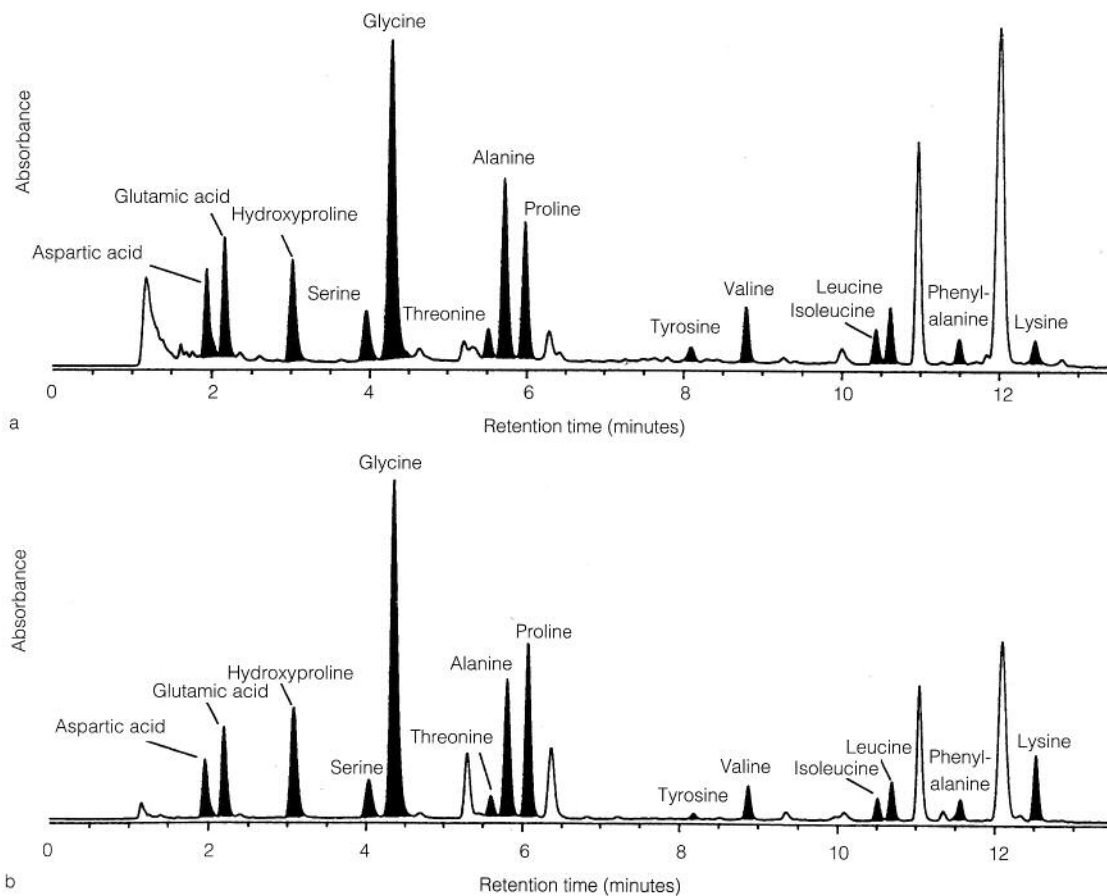 Glycine
Absorbance
Alanine
Glutamic acid
Hydroxyproline
Proline
Aspartic acid
Serine
Threonine
Tyrosine
Valine
Leucine
Isoleucine
Phenyl-
alanine
Lysine
0 2 4 6 8 10 12
a
Retention time (minutes)
Glycine
Absorbance
Proline
Alanine
Hydroxyproline
Glutamic acid
Aspartic acid
Threonine
Serine
Tyrosine
Valine
Leucine
Isoleucine
Phenyl-
alanine
Lysine
0 2 4 6 8 10 12
b
Retention time (minutes)